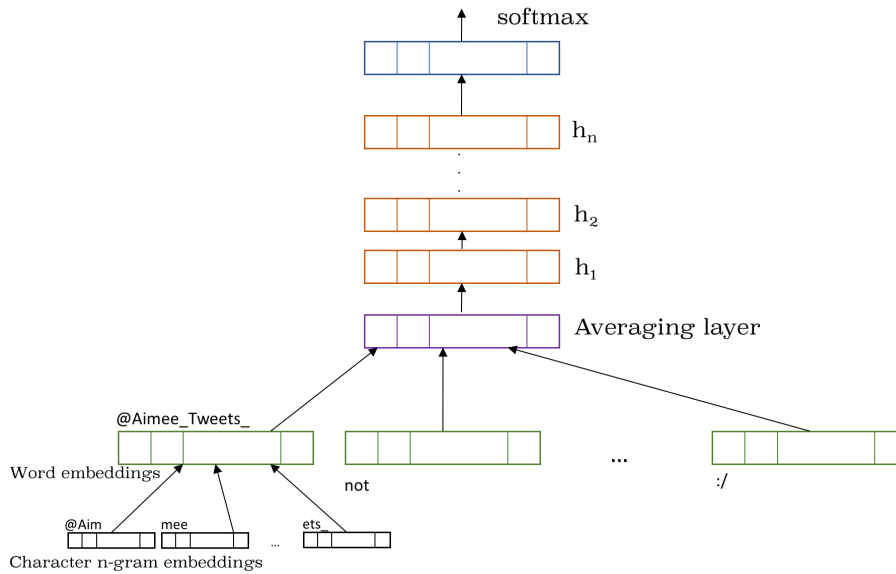 softmax
hn
.
.
.
h2
h1
Averaging layer
@Aimee_Tweets_
Word embeddings
not
...
:/
@Aim
mee
...
ets_
Character n-gram embeddings